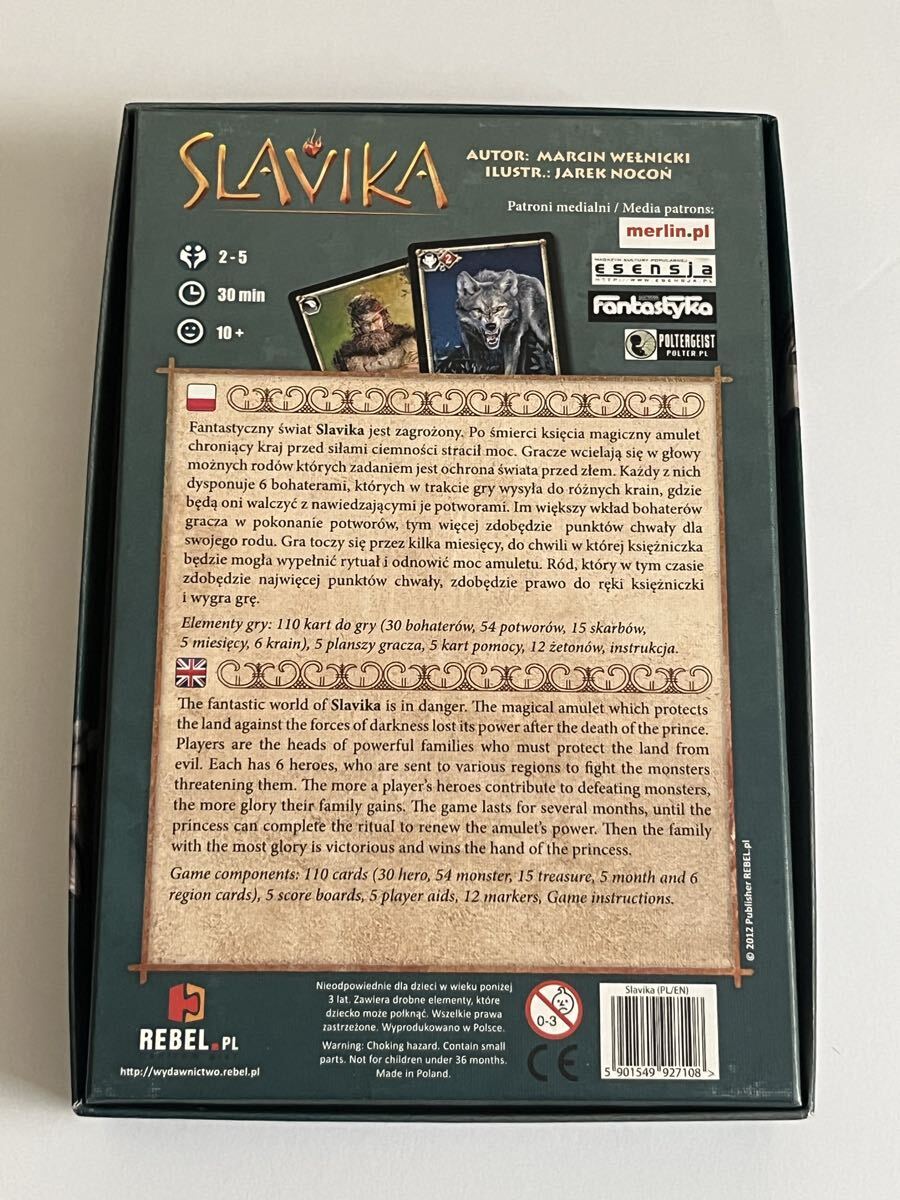 SLAVIKA
AUTOR: MARCIN WEŁNICKI
ILUSTR.: JAREK NOCOŃ
Patroni medialni / Media patrons:
merlin.pl
MAGAZYN KULTURY POPULARNEJ
esensja
Fantastyka
POLTERGEIST
POLTER.PL
2 - 5
30 min
10 +
2
Fantastyczny świat Slavika jest zagrożony. Po śmierci księcia magiczny amulet
chroniący kraj przed siłami ciemności stracił moc. Gracze wcielają się w głowy
możnych rodów których zadaniem jest ochrona świata przed złem. Każdy z nich
dysponuje 6 bohaterami, których w trakcie gry wysyła do różnych krain, gdzie
będą oni walczyć z nawiedzającymi je potworami. Im większy wkład bohaterów
gracza w pokonanie potworów, tym więcej zdobędzie punktów chwały dla
swojego rodu. Gra toczy się przez kilka miesięcy, do chwili w której księżniczka
będzie mogła wypełnić rytuał i odnowić moc amuletu. Ród, który w tym czasie
zdobędzie najwięcej punktów chwały, zdobędzie prawo do ręki księżniczki
i wygra grę.
Elementy gry: 110 kart do gry (30 bohaterów, 54 potworów, 15 skarbów,
5 miesięcy, 6 krain), 5 planszy gracza, 5 kart pomocy, 12 żetonów, instrukcja.
The fantastic world of Slavika is in danger. The magical amulet which protects
the land against the forces of darkness lost its power after the death of the prince.
Players are the heads of powerful families who must protect the land from
evil. Each has 6 heroes, who are sent to various regions to fight the monsters
threatening them. The more a player's heroes contribute to defeating monsters,
the more glory their family gains. The game lasts for several months, until the
princess can complete the ritual to renew the amulet's power. Then the family
with the most glory is victorious and wins the hand of the princess.
Game components: 110 cards (30 hero, 54 monster, 15 treasure, 5 month and 6
region cards), 5 score boards, 5 player aids, 12 markers, Game instructions.
© 2012 Publisher REBEL.pl
REBEL.PL
http://wydawnictwo.rebel.pl
Nieodpowiednie dla dzieci w wieku poniżej
3 lat. Zawiera drobne elementy, które
dziecko może połknąć. Wszelkie prawa
zastrzeżone. Wyprodukowano w Polsce.
Warning: Choking hazard. Contain small
parts. Not for children under 36 months.
Made in Poland.
0-3
CE
Slavika (PL/EN)
5 901549 927108 >